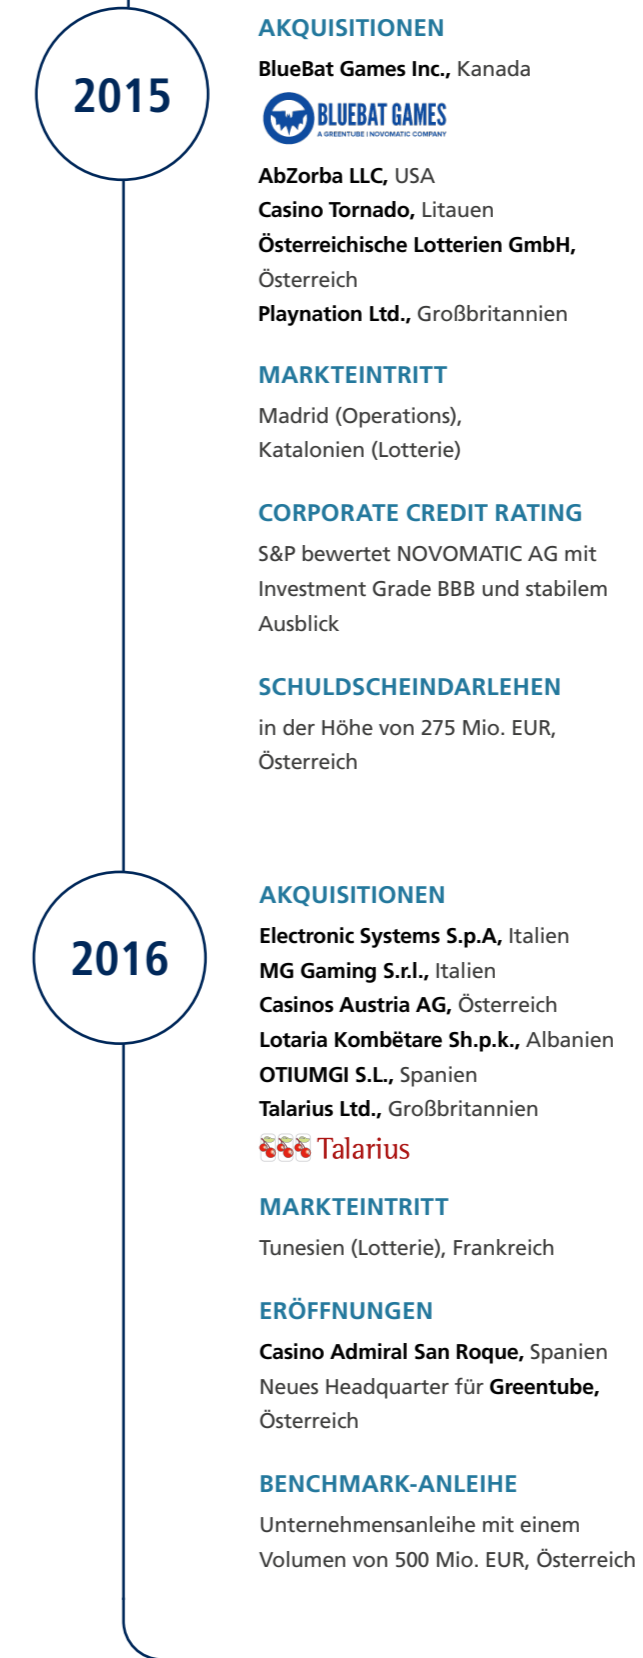 2015
AKQUISITIONEN
BlueBat Games Inc., Kanada
BLUEBAT GAMES
A GREENTUBE I NOVOMATIC COMPANY
AbZorba LLC, USA
Casino Tornado, Litauen
Österreichische Lotterien GmbH,
Österreich
Playnation Ltd., Großbritannien
MARKTEINTRITT
Madrid (Operations),
Katalonien (Lotterie)
CORPORATE CREDIT RATING
S&P bewertet NOVOMATIC AG mit
Investment Grade BBB und stabilem
Ausblick
SCHULDSCHEINDARLEHEN
in der Höhe von 275 Mio. EUR,
Österreich
2016
AKQUISITIONEN
Electronic Systems S.p.A, Italien
MG Gaming S.r.l., Italien
Casinos Austria AG, Österreich
Lotaria Kombëtare Sh.p.k., Albanien
OTIUMGI S.L., Spanien
Talarius Ltd., Großbritannien
Talarius
MARKTEINTRITT
Tunesien (Lotterie), Frankreich
ERÖFFNUNGEN
Casino Admiral San Roque, Spanien
Neues Headquarter für Greentube,
Österreich
BENCHMARK-ANLEIHE
Unternehmensanleihe mit einem
Volumen von 500 Mio. EUR, Österreich